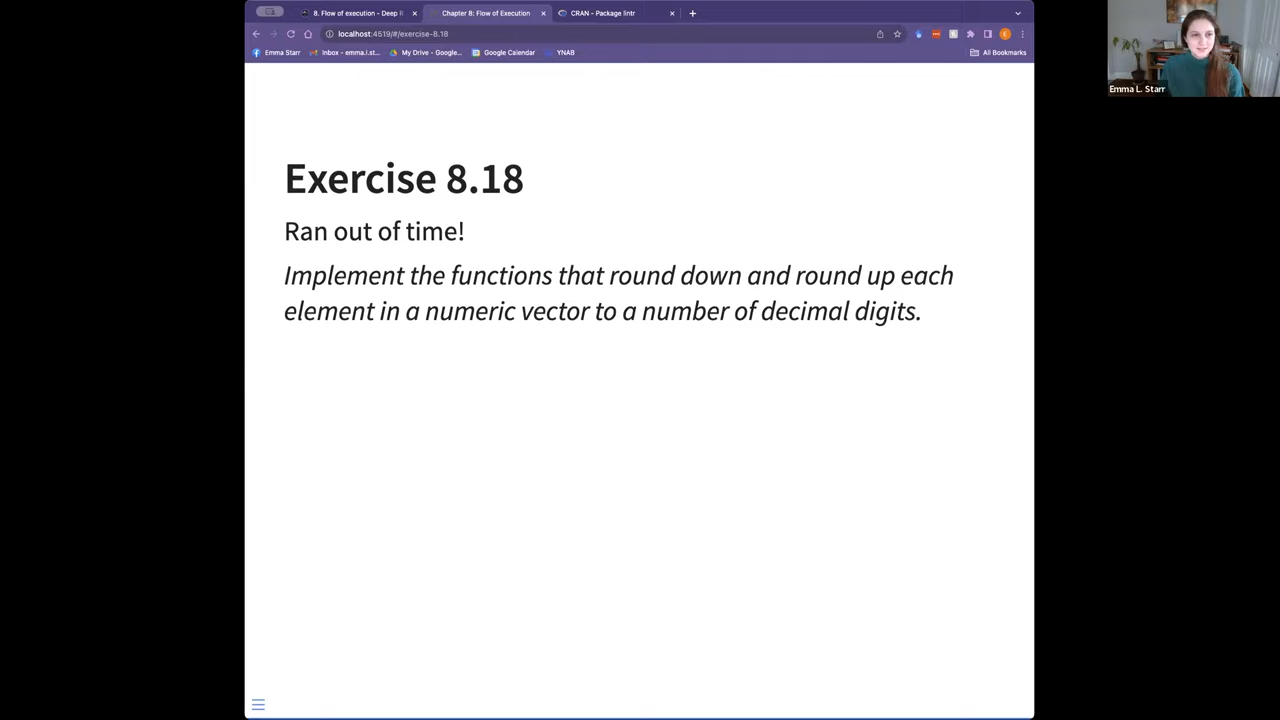 8. Flow of execution - Deep R
Chapter 8: Flow of Execution
CRAN - Package lintr
localhost:4519/#/exercise-8.18
E
Emma Starr
Inbox - emma.i.st...
My Drive - Google...
Google Calendar
YNAB
All Bookmarks
Emma L. Starr
Exercise 8.18
Ran out of time!
Implement the functions that round down and round up each
element in a numeric vector to a number of decimal digits.